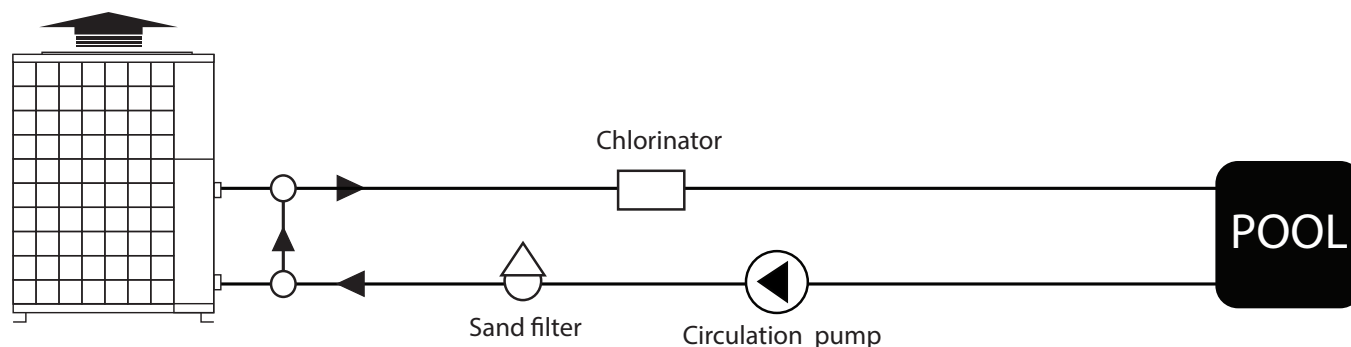 Chlorinator
POOL
Sand filter
Circulation pump